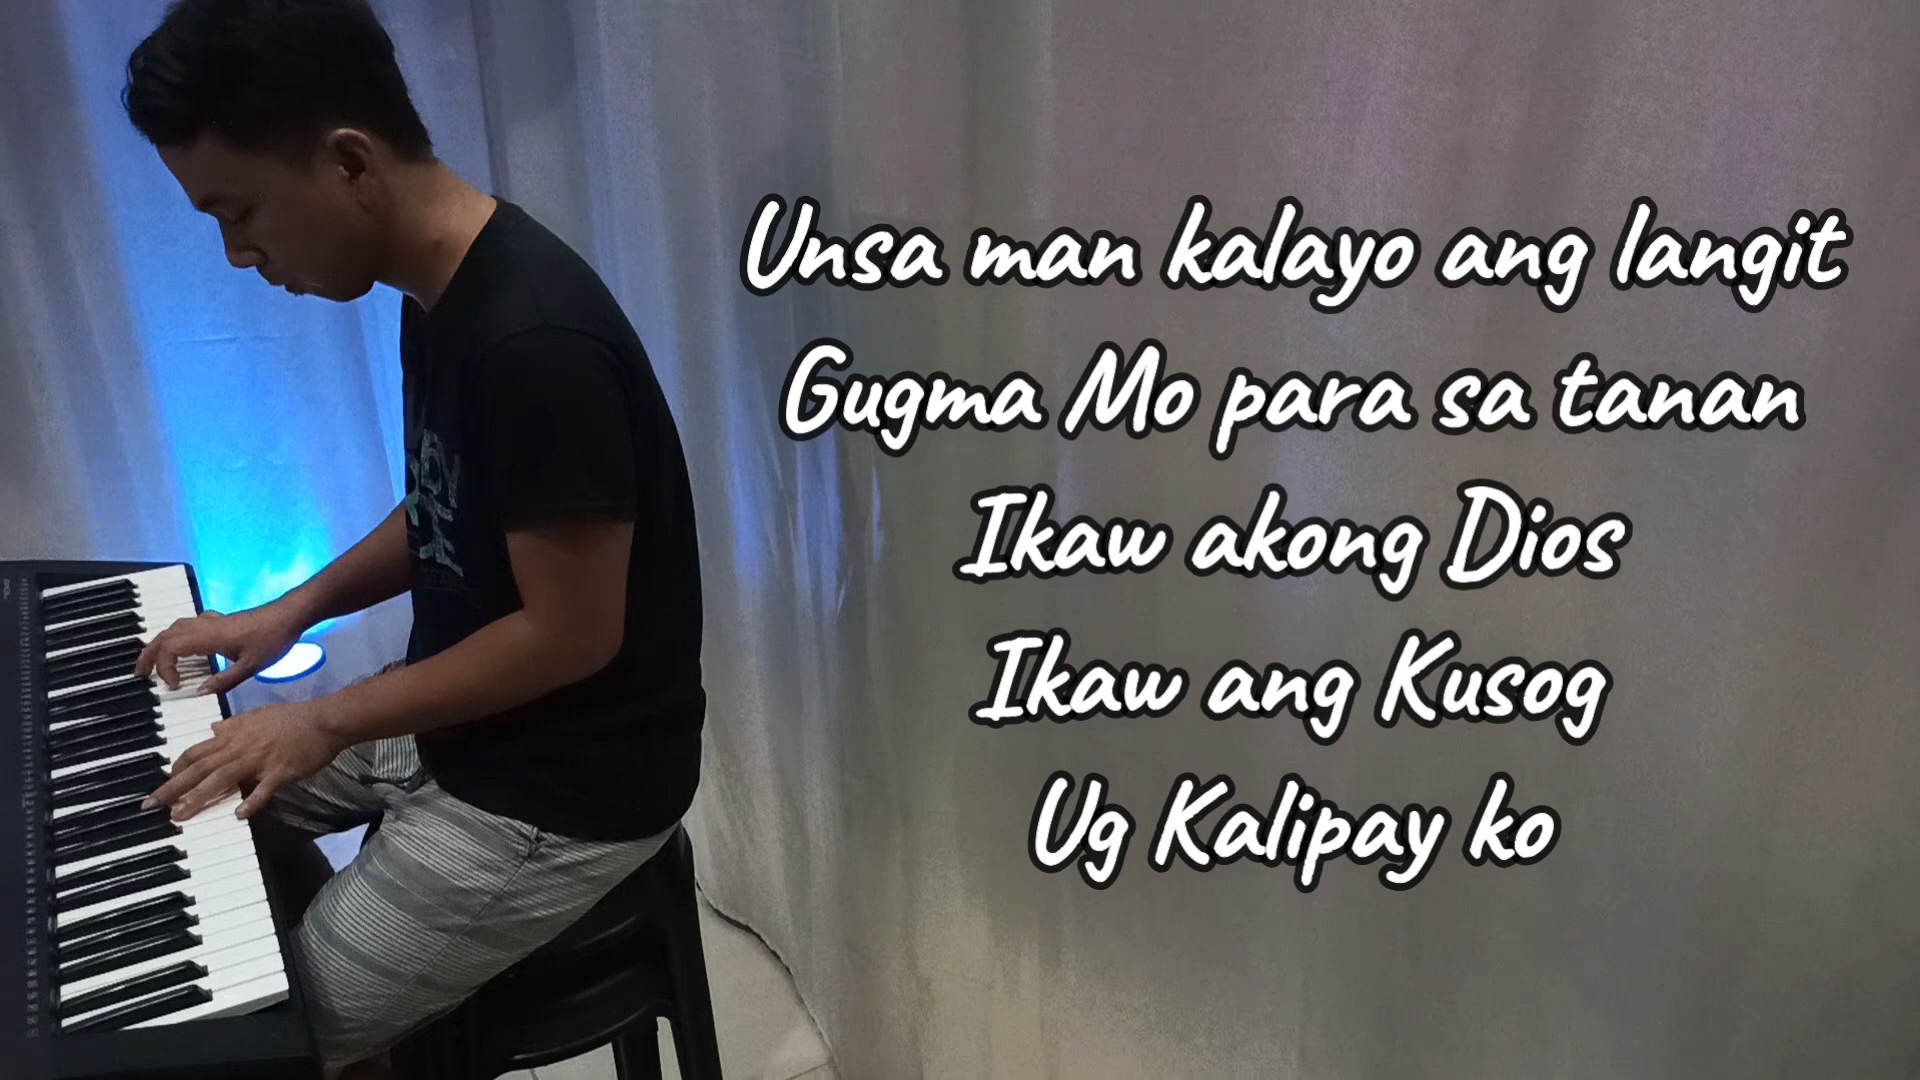 Unsa man kalayo ang langit
Gugma Mo para sa tanan
Ikaw akong Dios
Ikaw ang Kusog
Ug Kalipay ko